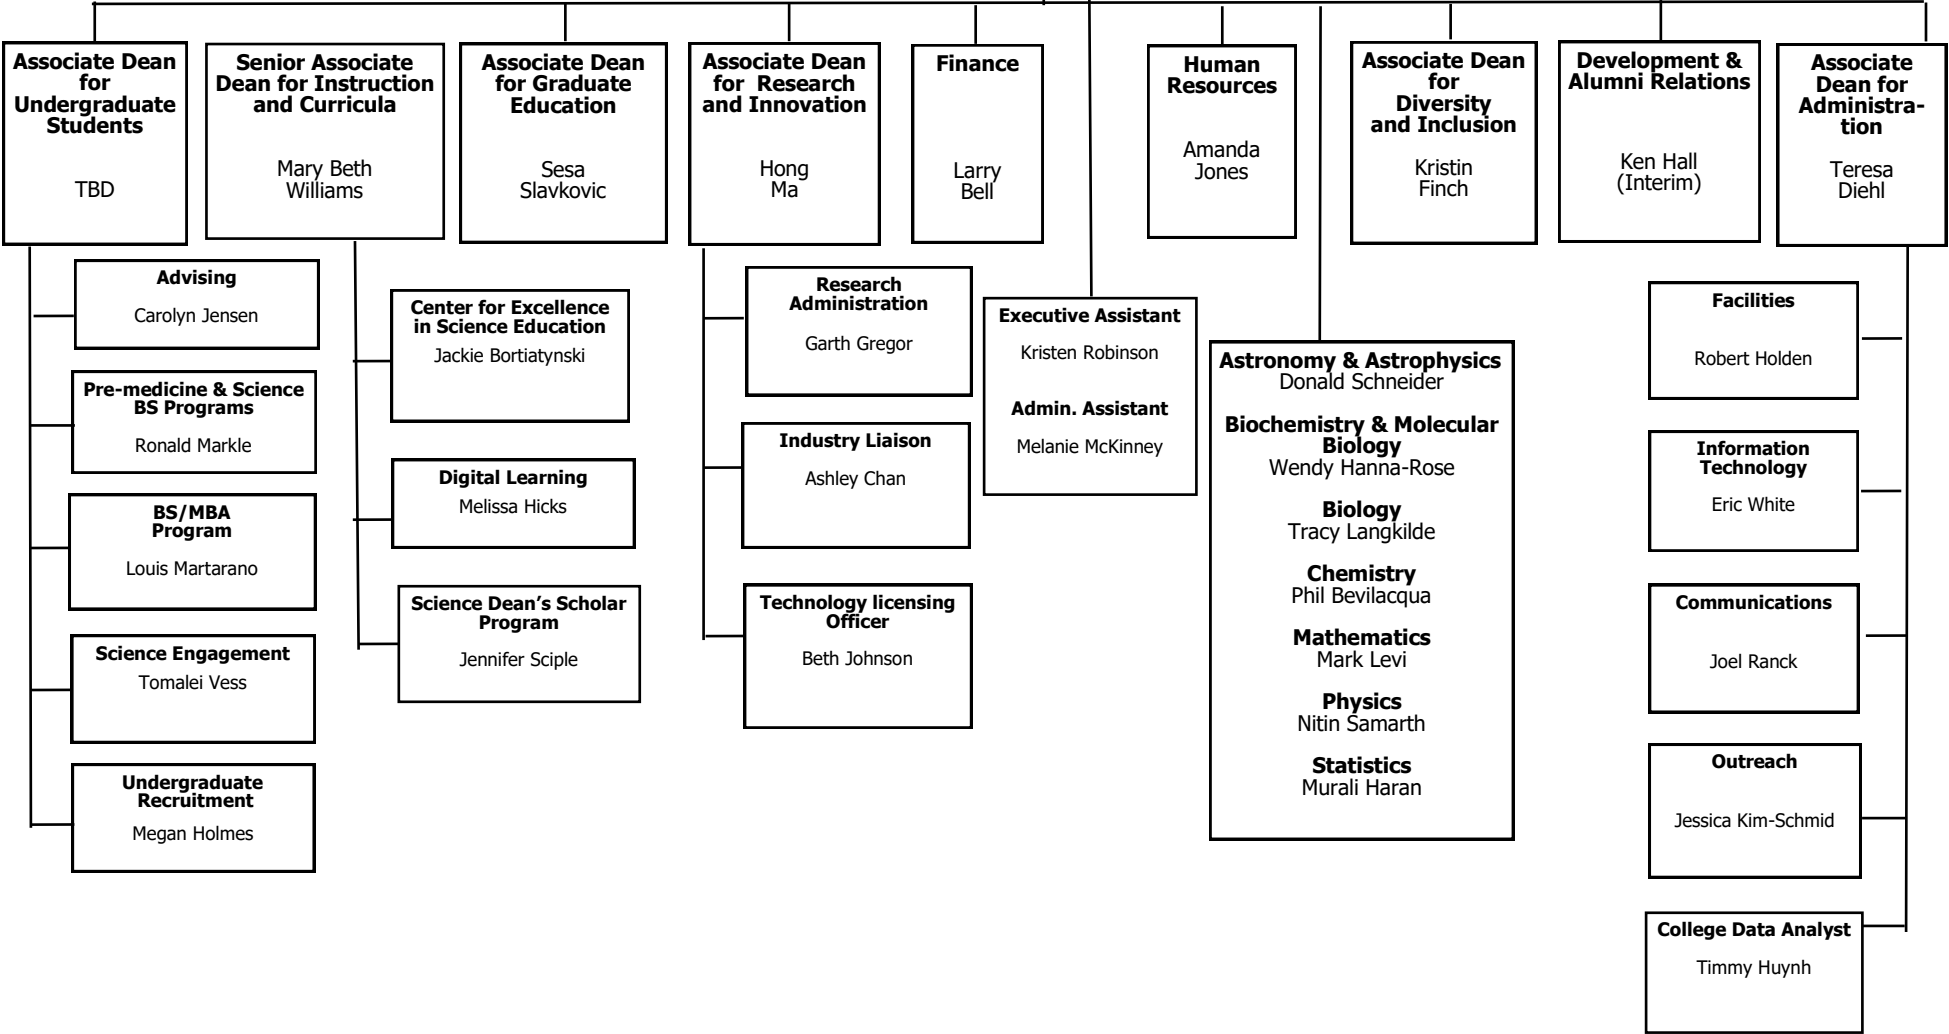 Associate Dean
for
Undergraduate
Students
TBD
Senior Associate
Dean for Instruction
and Curricula
Mary Beth
Williams
Associate Dean
for Graduate
Education
Sesa
Slavkovic
Associate Dean
for Research
and Innovation
Hong
Ma
Finance
Larry
Bell
Human
Resources
Amanda
Jones
Associate Dean
for
Diversity
and Inclusion
Kristin
Finch
Development &
Alumni Relations
Ken Hall
(Interim)
Associate
Dean for
Administra-
tion
Teresa
Diehl
Advising
Carolyn Jensen
Pre-medicine & Science
BS Programs
Ronald Markle
BS/MBA
Program
Louis Martarano
Science Engagement
Tomalei Vess
Undergraduate
Recruitment
Megan Holmes
Center for Excellence
in Science Education
Jackie Bortiatynski
Digital Learning
Melissa Hicks
Science Dean’s Scholar
Program
Jennifer Sciple
Research
Administration
Garth Gregor
Industry Liaison
Ashley Chan
Technology licensing
Officer
Beth Johnson
Executive Assistant
Kristen Robinson
Admin. Assistant
Melanie McKinney
Astronomy & Astrophysics
Donald Schneider
Biochemistry & Molecular
Biology
Wendy Hanna-Rose
Biology
Tracy Langkilde
Chemistry
Phil Bevilacqua
Mathematics
Mark Levi
Physics
Nitin Samarth
Statistics
Murali Haran
Facilities
Robert Holden
Information
Technology
Eric White
Communications
Joel Ranck
Outreach
Jessica Kim-Schmid
College Data Analyst
Timmy Huynh